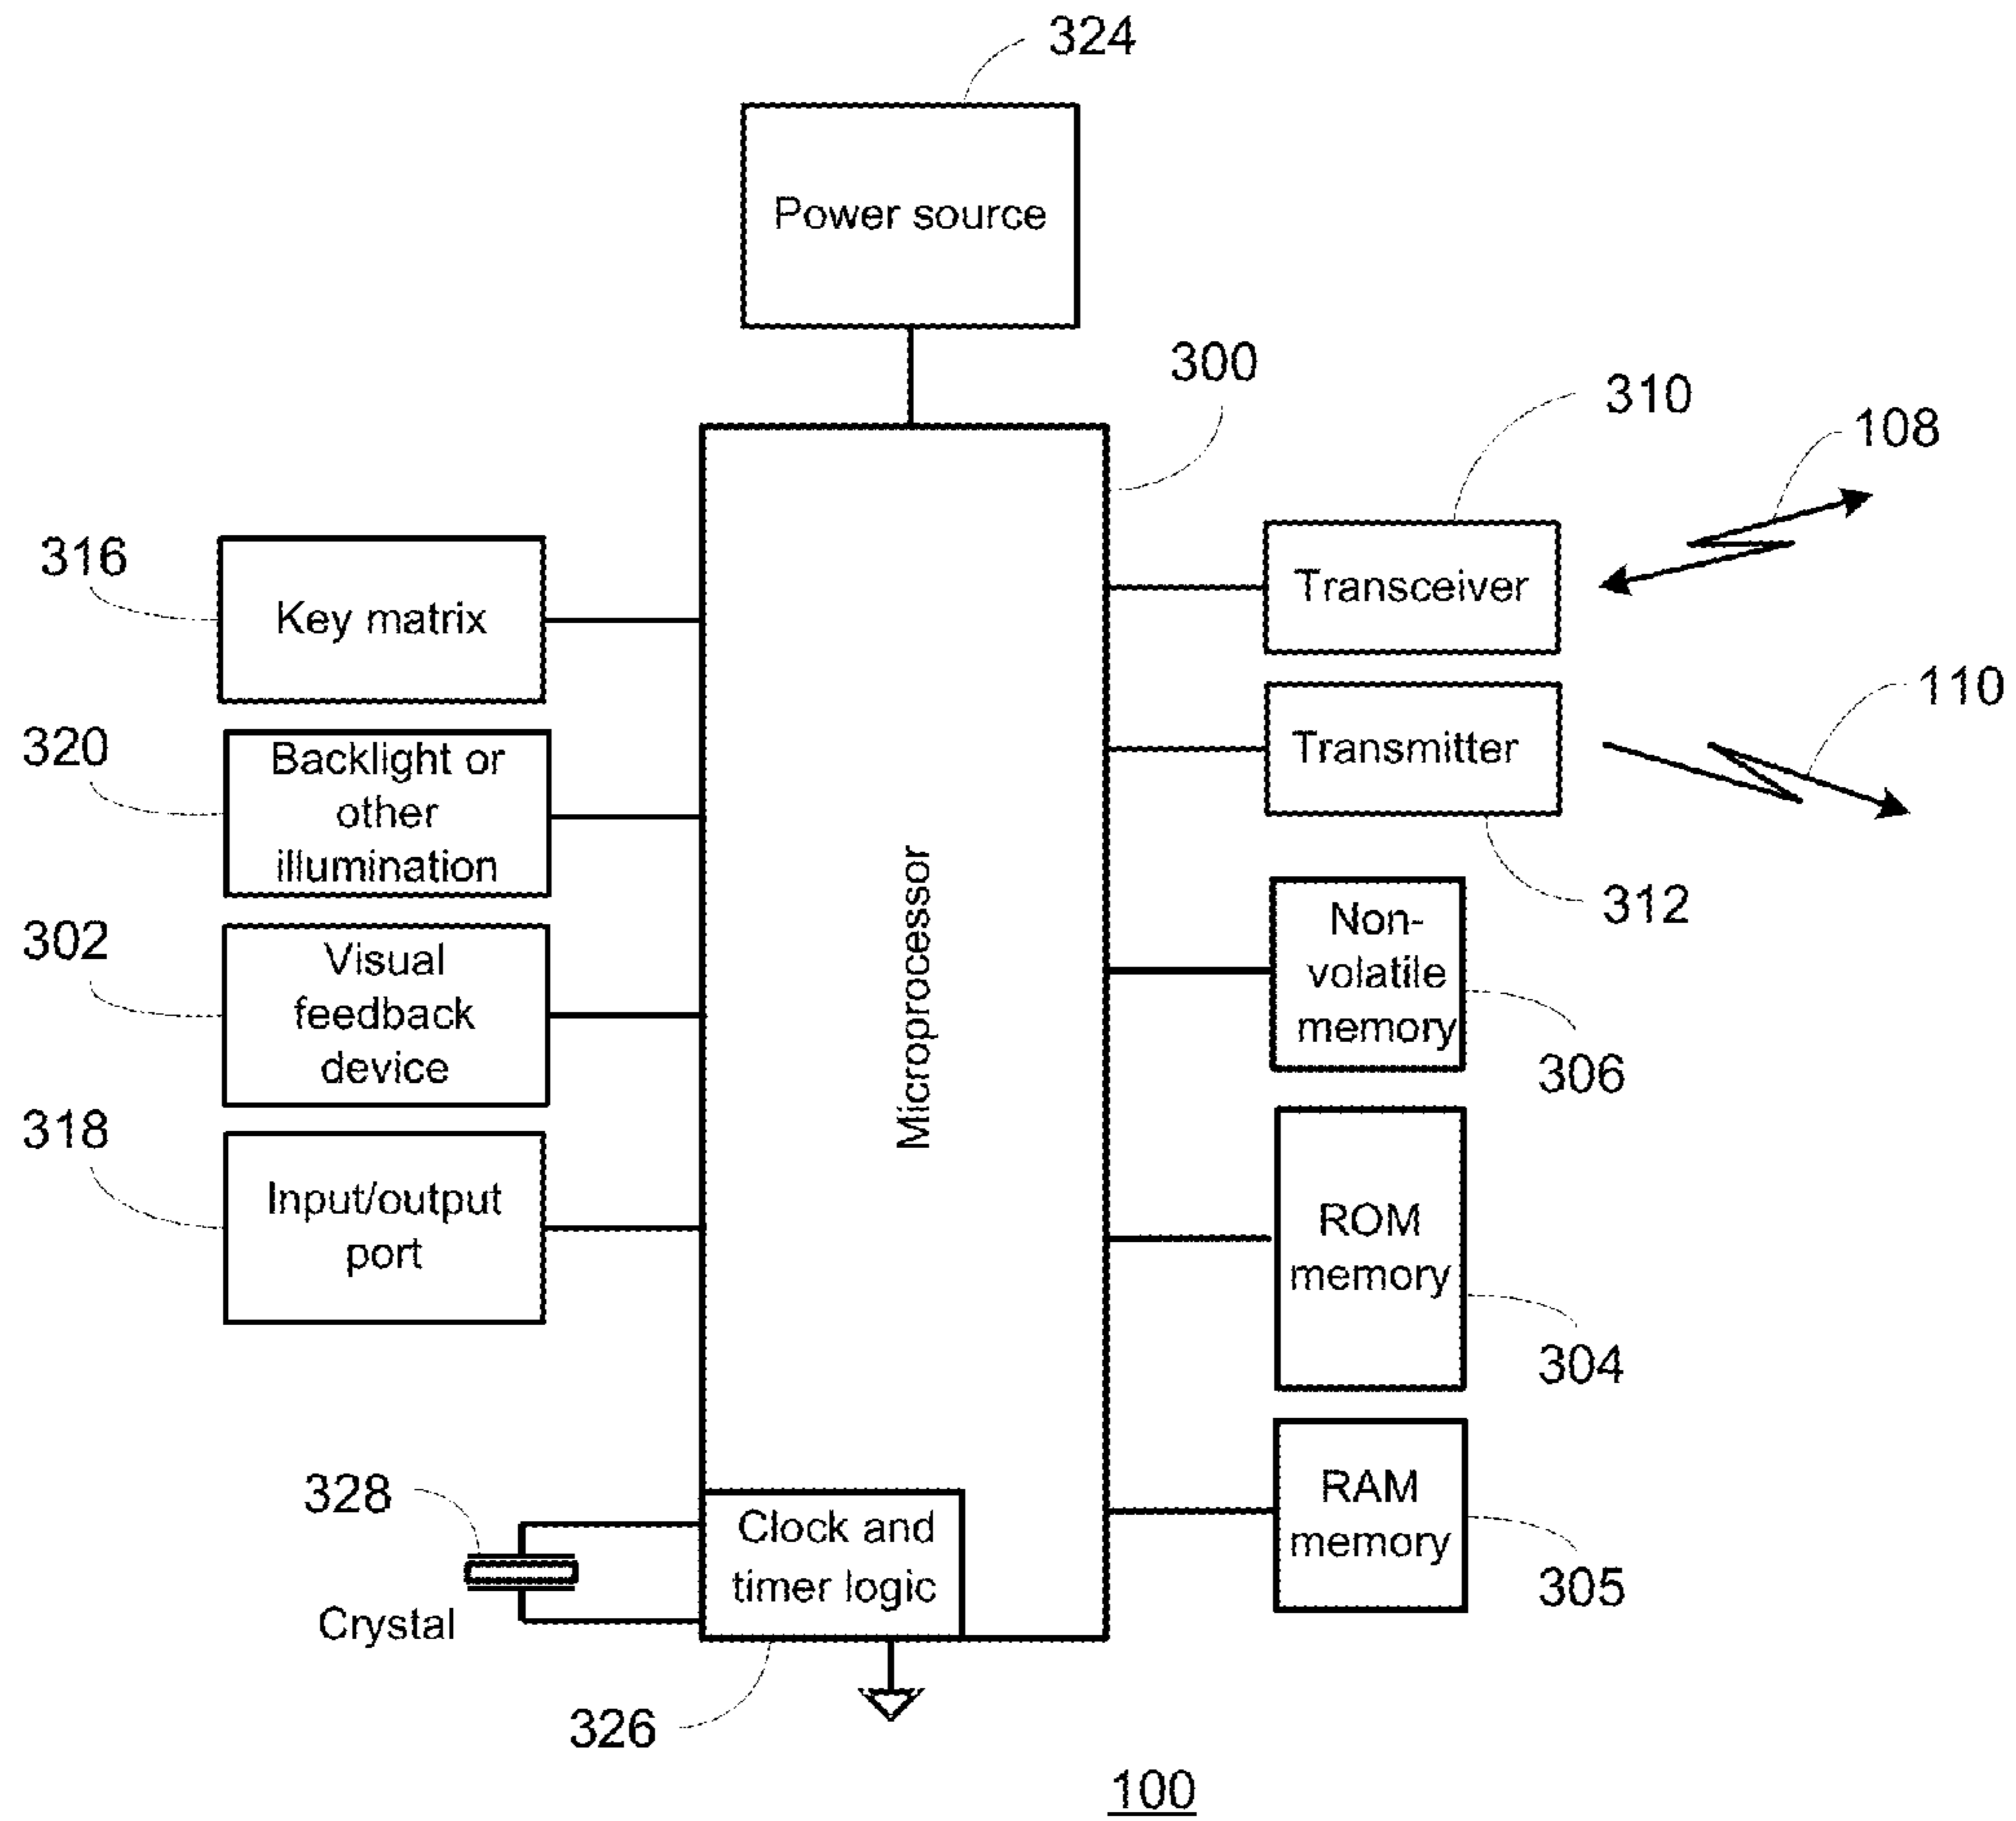 324
Power source
300
310
108
316
Key matrix
Transceiver
110
320
Backlight or
other
illumination
Transmitter
312
302
Visual
feedback
device
Microprocessor
Non-
volatile
memory
306
318
Input/output
port
ROM
memory
304
328
Crystal
Clock and
timer logic
RAM
memory
305
326
100